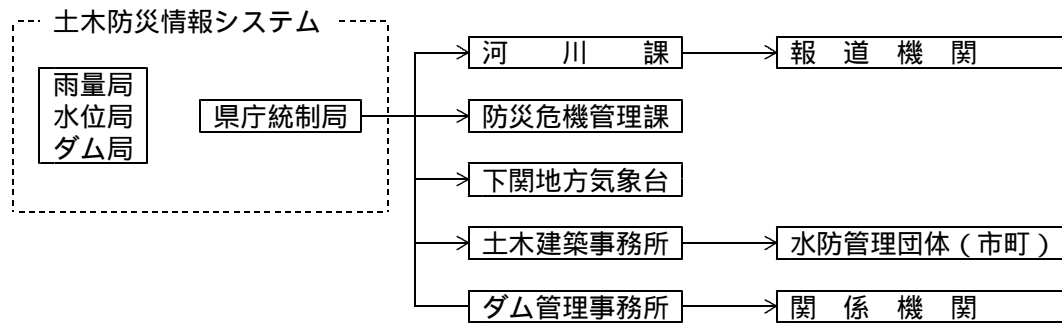 土木防災情報システム
雨量局
水位局
ダム局
県庁統制局
河川課
報道機関
防災危機管理課
下関地方気象台
土木建築事務所
水防管理団体(市町)
ダム管理事務所
関係機関